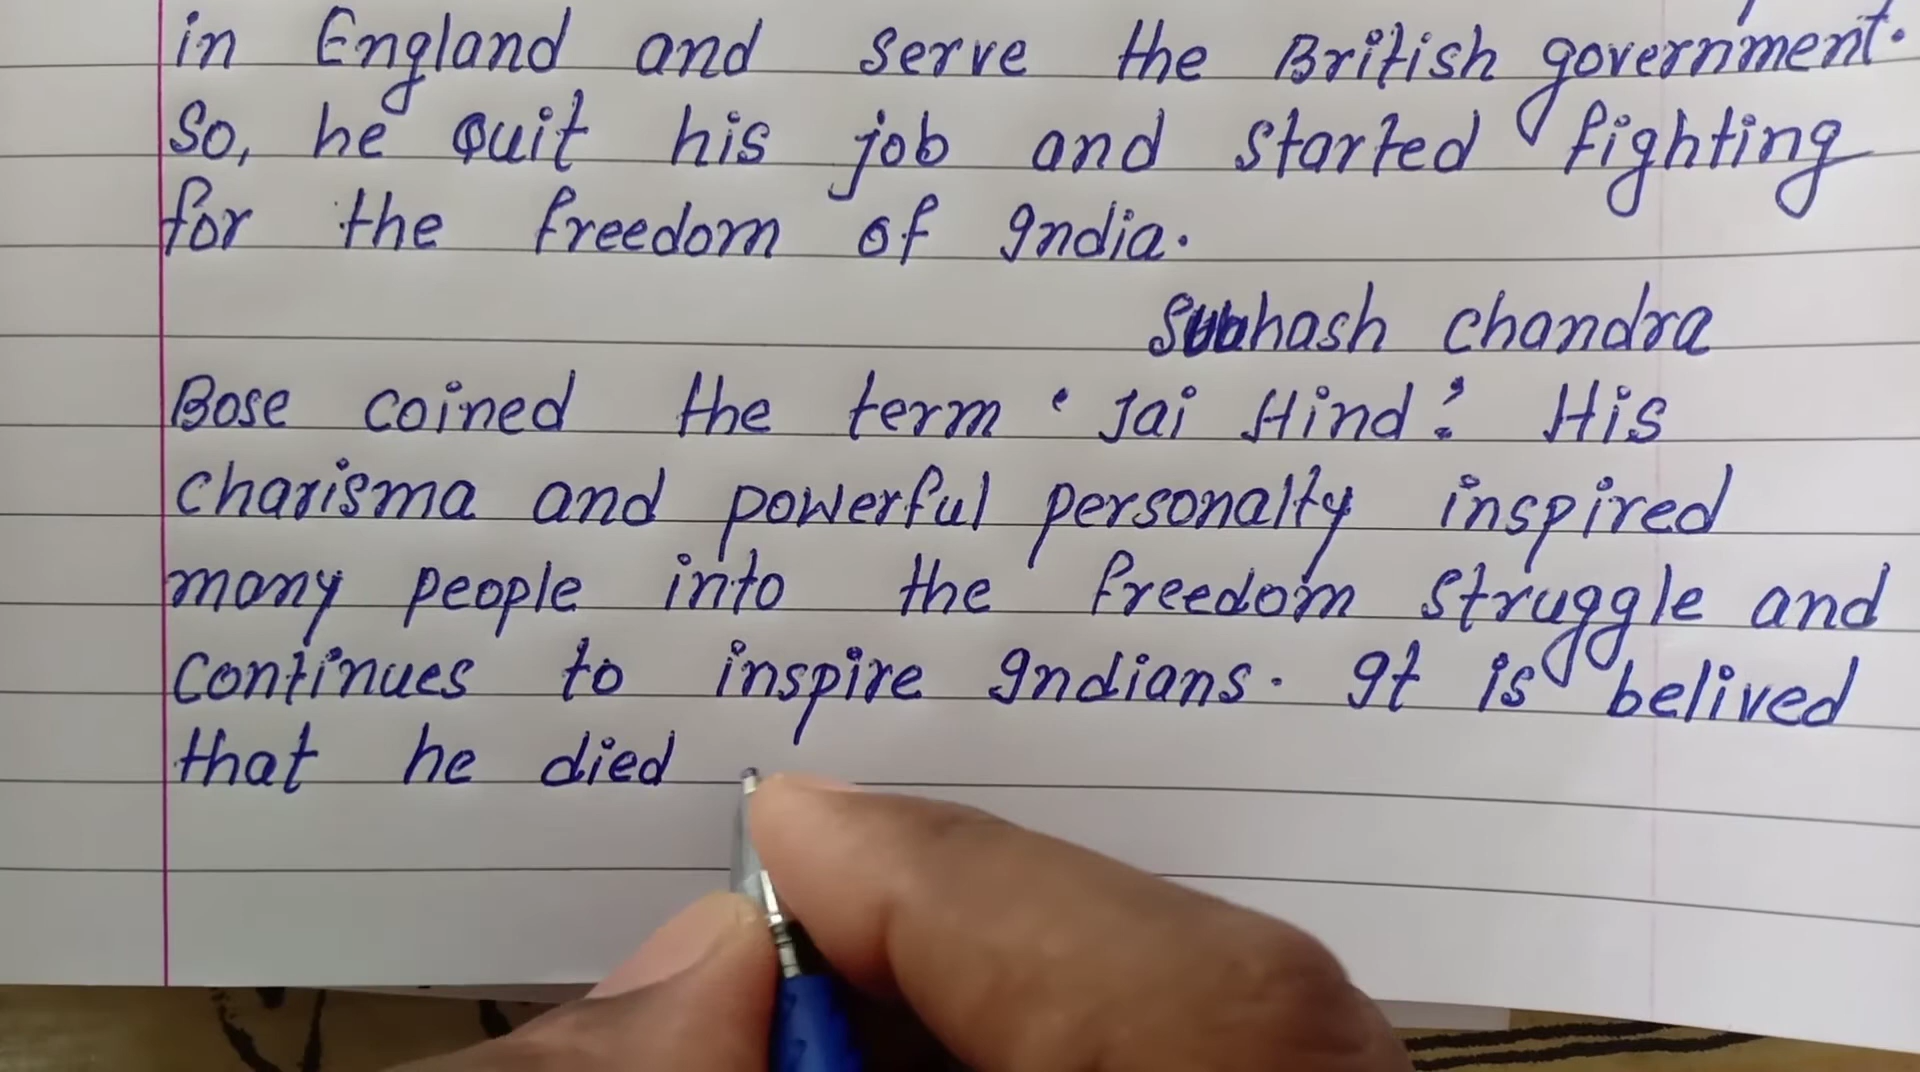 in England and serve the British government.
So, he quit his job and started fighting
for the freedom of India.
Subhash Chandra
Bose coined the term 'Jai Hind'. His
charisma and powerful personalty inspired
many people into the freedom struggle and
continues to inspire Indians. It is belived
that he died